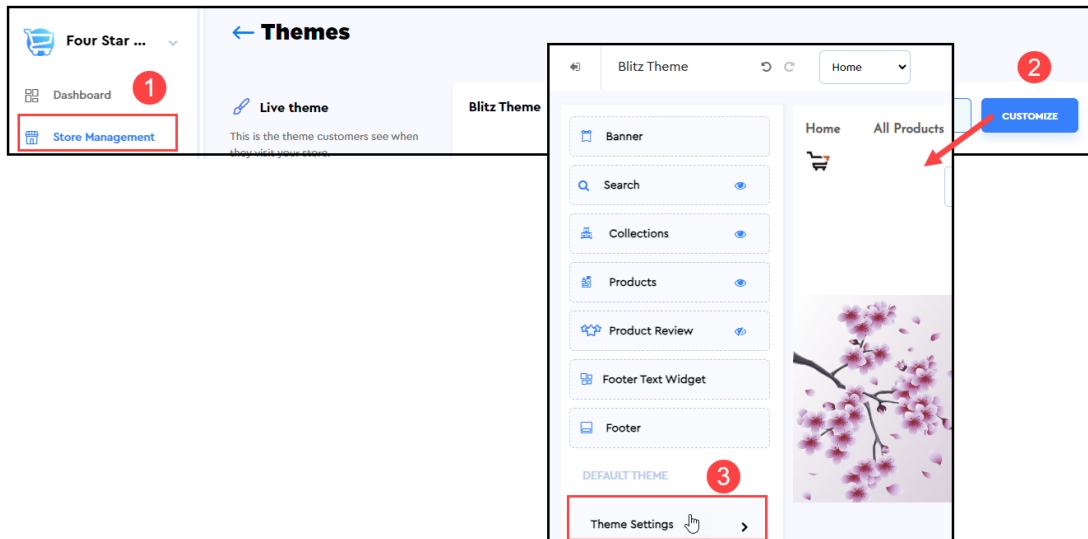 Four Star ...
Themes
Dashboard
1
Store Management
Live theme
This is the theme customers see when
they visit your store.
Blitz Theme
2
CUSTOMIZE
Blitz Theme
Home
Banner
Search
Collections
Products
Product Review
Footer Text Widget
Footer
DEFAULT THEME
3
Theme Settings
Home All Products